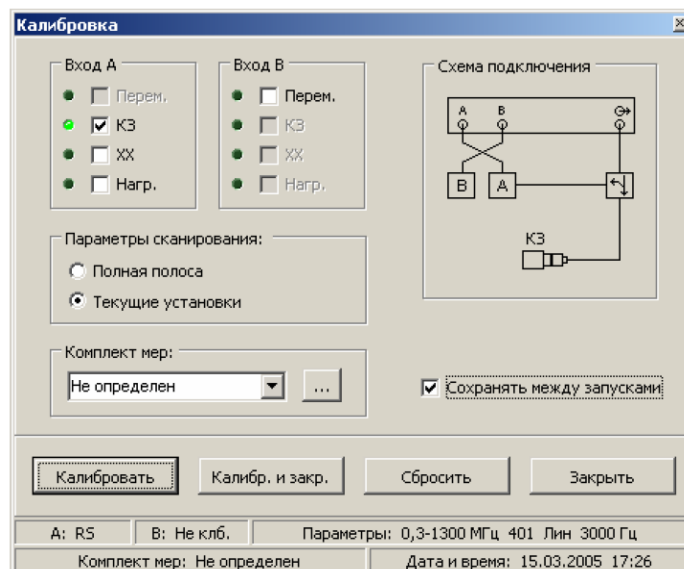 Калибровка
Вход A
Перем.
КЗ
XX
Нагр.
Вход B
Перем.
КЗ
XX
Нагр.
Схема подключения
A B
B A
КЗ
Параметры сканирования:
Полная полоса
Текущие установки
Комплект мер:
Не определен
...
Сохранять между запусками
Калибровать Калибр. и закр. Сбросить Закрыть
A: RS B: Не клб. Параметры: 0,3-1300 МГц 401 Лин 3000 Гц
Комплект мер: Не определен Дата и время: 15.03.2005 17:26